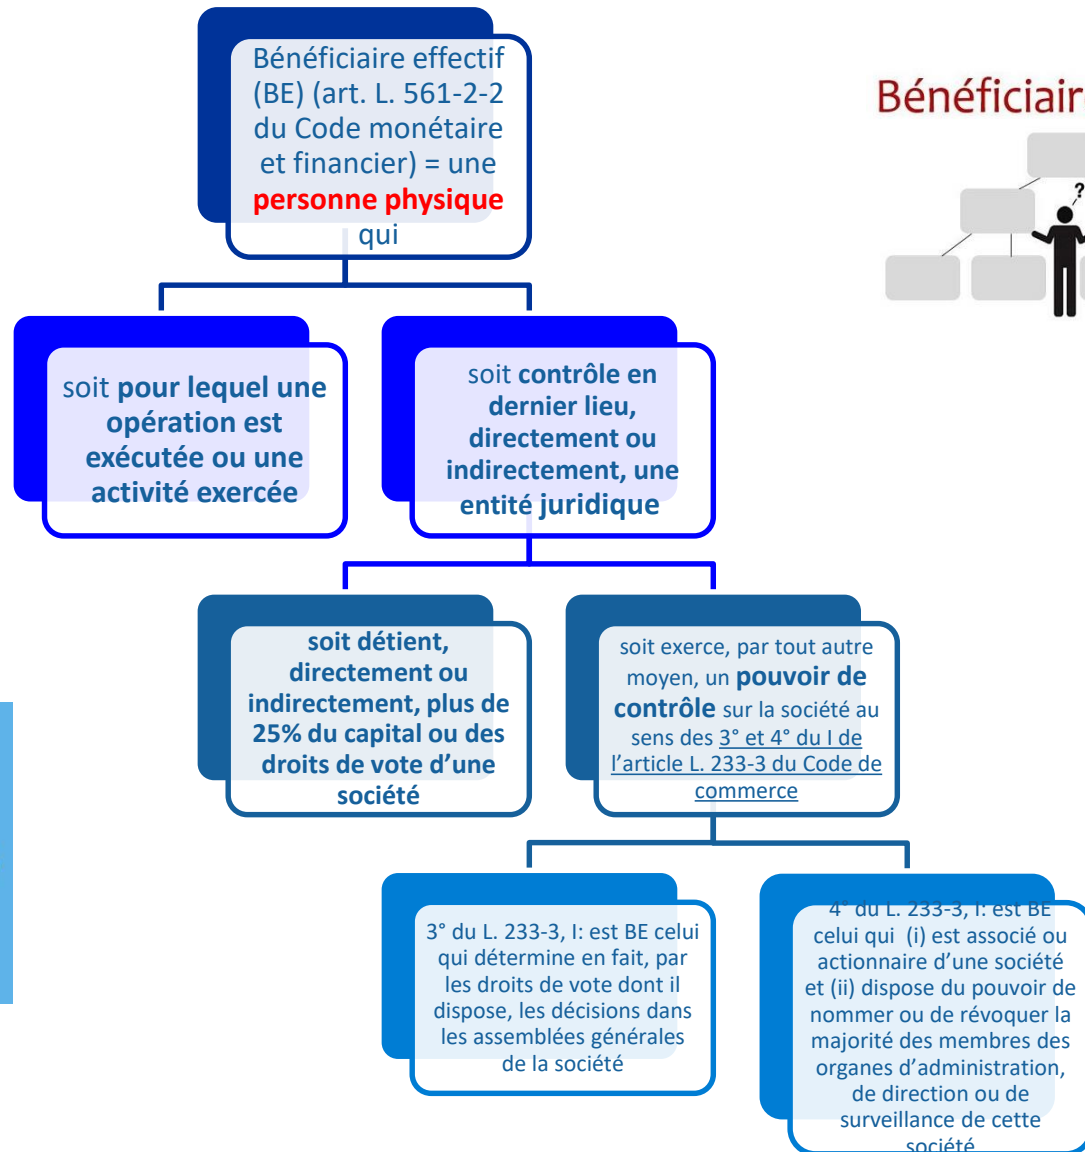 Bénéficiaire effectif
(BE) (art. L. 561-2-2
du Code monétaire
et financier) = une
personne physique
qui
Bénéficiaire
?
soit pour lequel une
opération est
exécutée ou une
activité exercée
soit contrôle en
dernier lieu,
directement ou
indirectement, une
entité juridique
soit détient,
directement ou
indirectement, plus de
25% du capital ou des
droits de vote d’une
société
soit exerce, par tout autre
moyen, un pouvoir de
contrôle sur la société au
sens des 3° et 4° du I de
l’article L. 233-3 du Code de
commerce
3° du L. 233-3, I: est BE celui
qui détermine en fait, par
les droits de vote dont il
dispose, les décisions dans
les assemblées générales
de la société
4° du L. 233-3, I: est BE
celui qui (i) est associé ou
actionnaire d’une société
et (ii) dispose du pouvoir de
nommer ou de révoquer la
majorité des membres des
organes d’administration,
de direction ou de
surveillance de cette
société